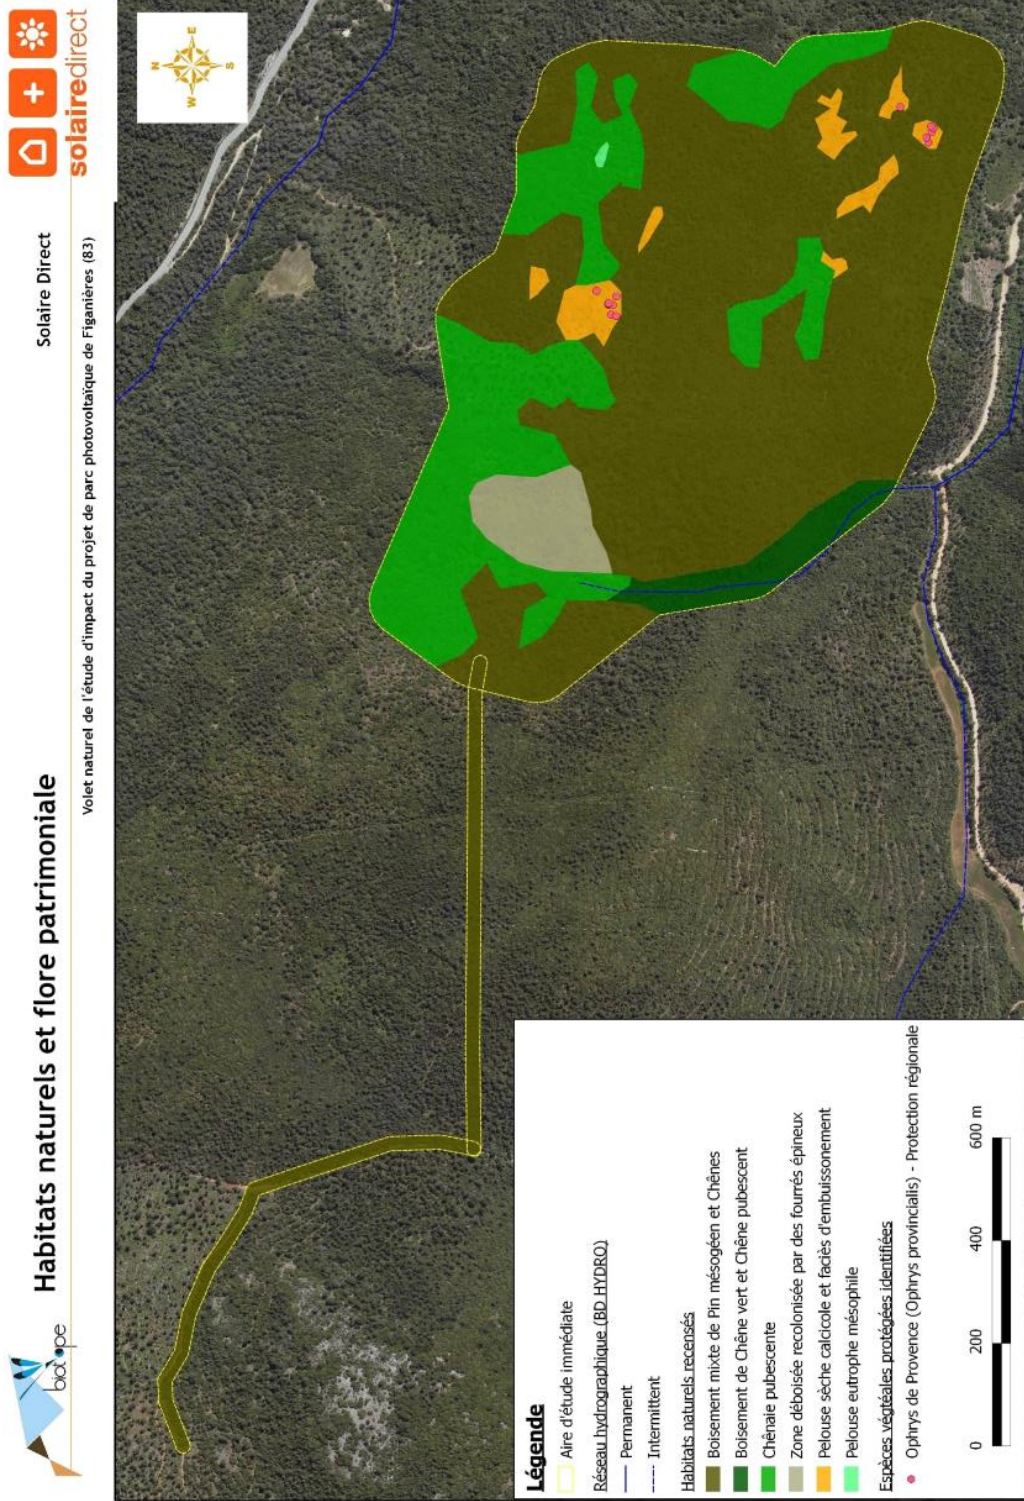 Habitats naturels et flore patrimoniale
Solaire Direct
Volet naturel de l'étude d'impact du projet de parc photovoltaïque de Figanières (83)
biotope
solairedirect
N
E
S
W
Légende
Aire d'étude immédiate
Réseau hydrographique (BD HYDRO)
Permanent
Intermittent
Habitats naturels recensés
Boisement mixte de Pin mésogéen et Chênes
Boisement de Chêne vert et Chêne pubescent
Chênaie pubescente
Zone déboisée recolonisée par des fourrés épineux
Pelouse sèche calcicole et faciès d'embuissonement
Pelouse eutrophe mésophile
Espèces végtéales protégées identifiées
Ophrys de Provence (Ophrys provincialis) - Protection régionale
0 200 400 600 m